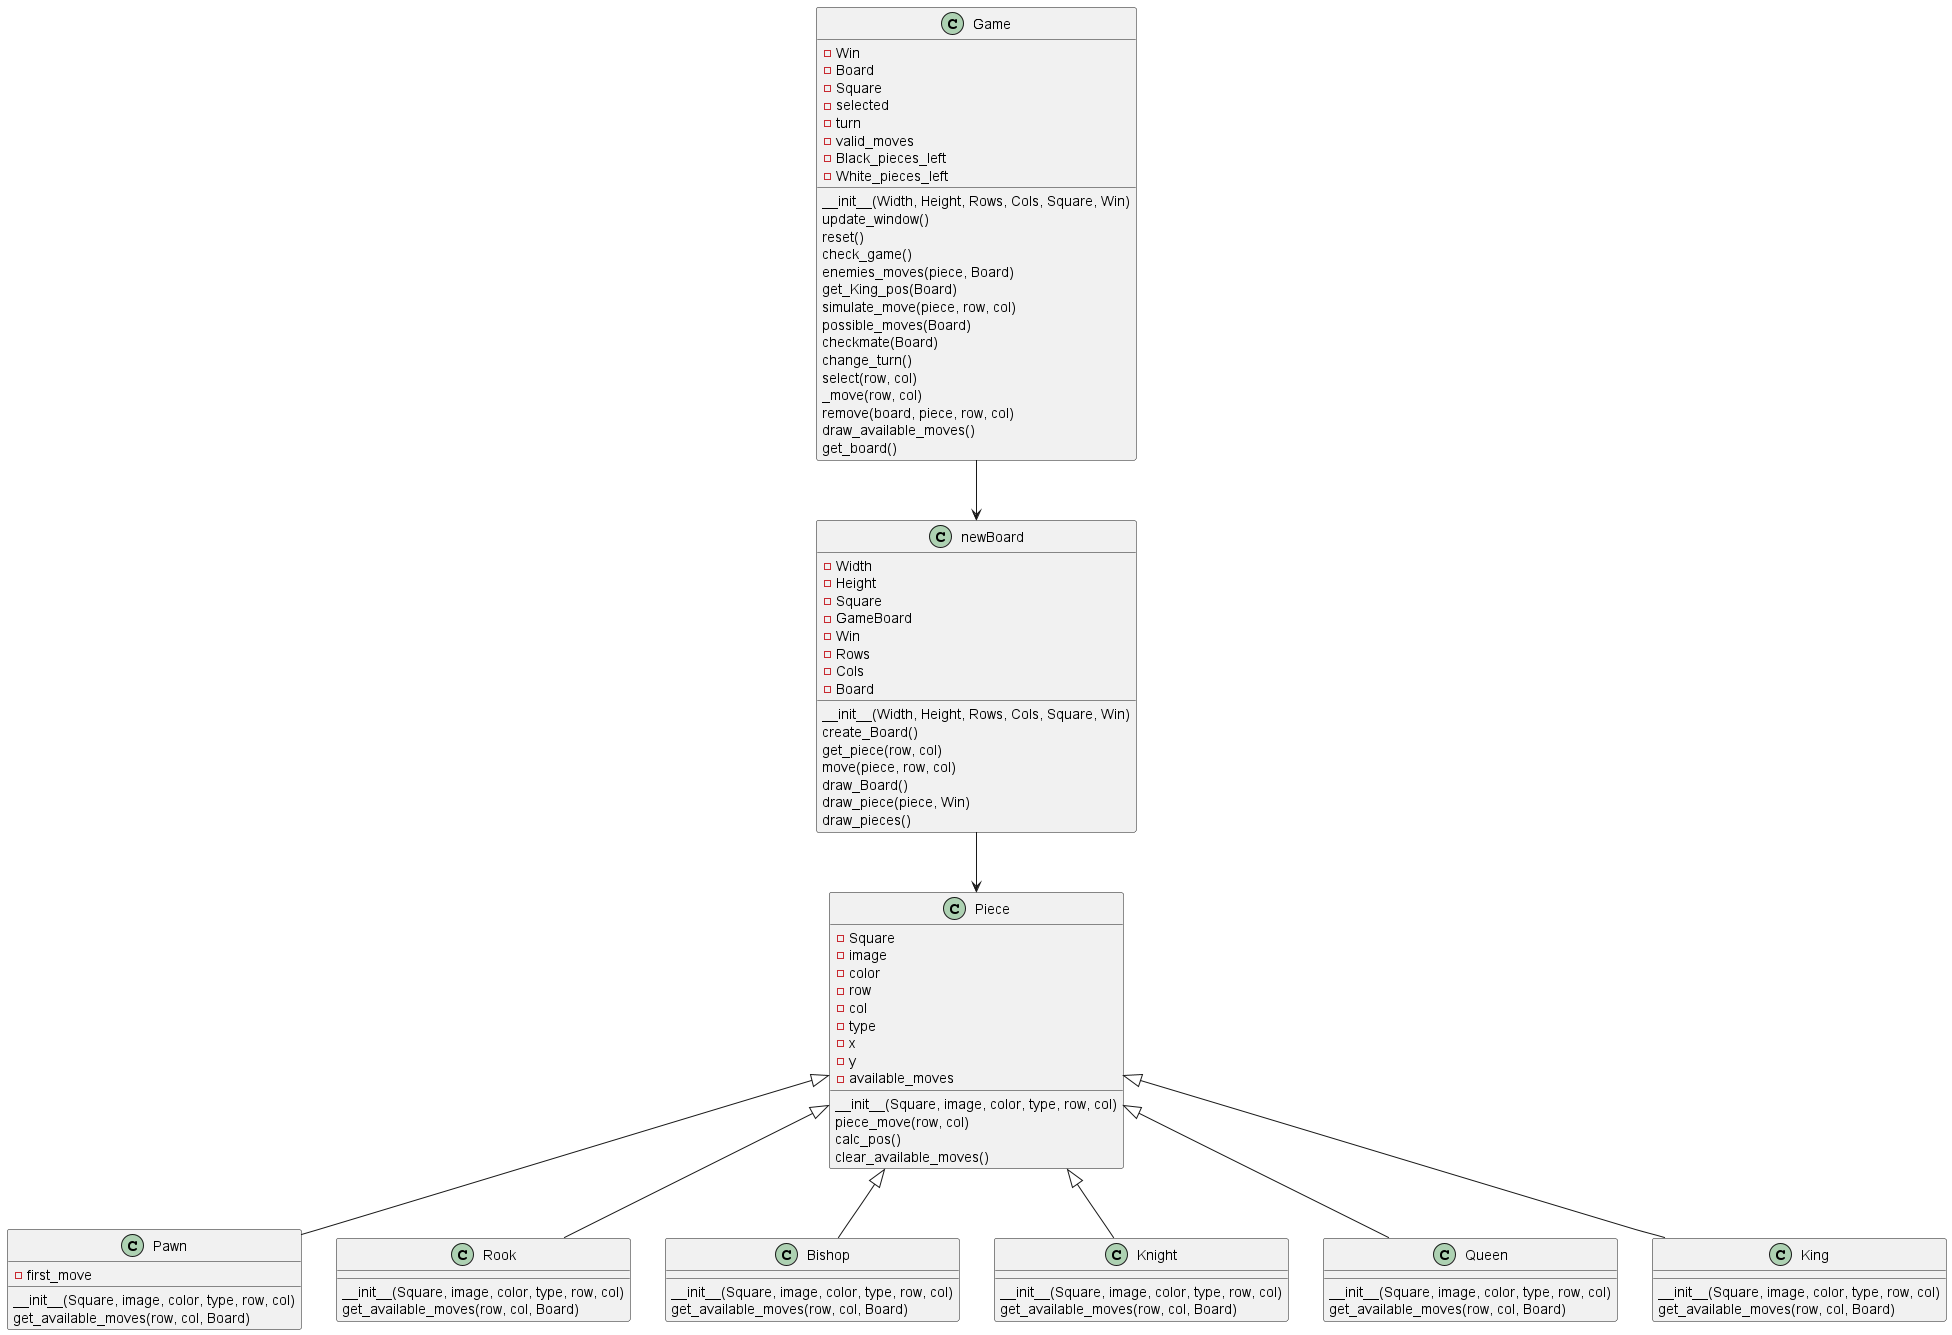 C Game
Win
Board
Square
selected
turn
valid_moves
Black_pieces_left
White_pieces_left
__init__(Width, Height, Rows, Cols, Square, Win)
update_window()
reset()
check_game()
enemies_moves(piece, Board)
get_King_pos(Board)
simulate_move(piece, row, col)
possible_moves(Board)
checkmate(Board)
change_turn()
select(row, col)
_move(row, col)
remove(board, piece, row, col)
draw_available_moves()
get_board()
C newBoard
Width
Height
Square
GameBoard
Win
Rows
Cols
Board
__init__(Width, Height, Rows, Cols, Square, Win)
create_Board()
get_piece(row, col)
move(piece, row, col)
draw_Board()
draw_piece(piece, Win)
draw_pieces()
C Piece
Square
image
color
row
col
type
x
y
available_moves
__init__(Square, image, color, type, row, col)
piece_move(row, col)
calc_pos()
clear_available_moves()
C Pawn
first_move
__init__(Square, image, color, type, row, col)
get_available_moves(row, col, Board)
C Rook
__init__(Square, image, color, type, row, col)
get_available_moves(row, col, Board)
C Bishop
__init__(Square, image, color, type, row, col)
get_available_moves(row, col, Board)
C Knight
__init__(Square, image, color, type, row, col)
get_available_moves(row, col, Board)
C Queen
__init__(Square, image, color, type, row, col)
get_available_moves(row, col, Board)
C King
__init__(Square, image, color, type, row, col)
get_available_moves(row, col, Board)